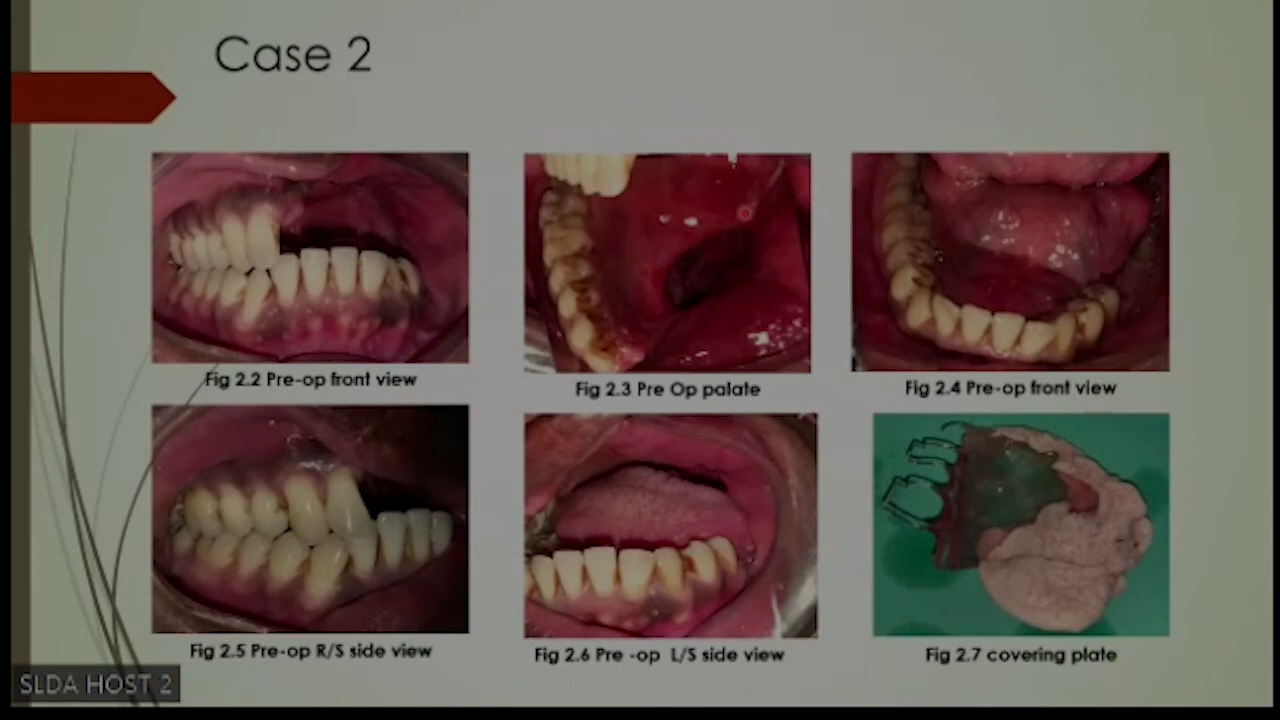 Case 2
Fig 2.2 Pre-op front view
Fig 2.3 Pre Op palate
Fig 2.4 Pre-op front view
Fig 2.5 Pre-op R/S side view
Fig 2.6 Pre -op L/S side view
Fig 2.7 covering plate
SLDA HOST 2